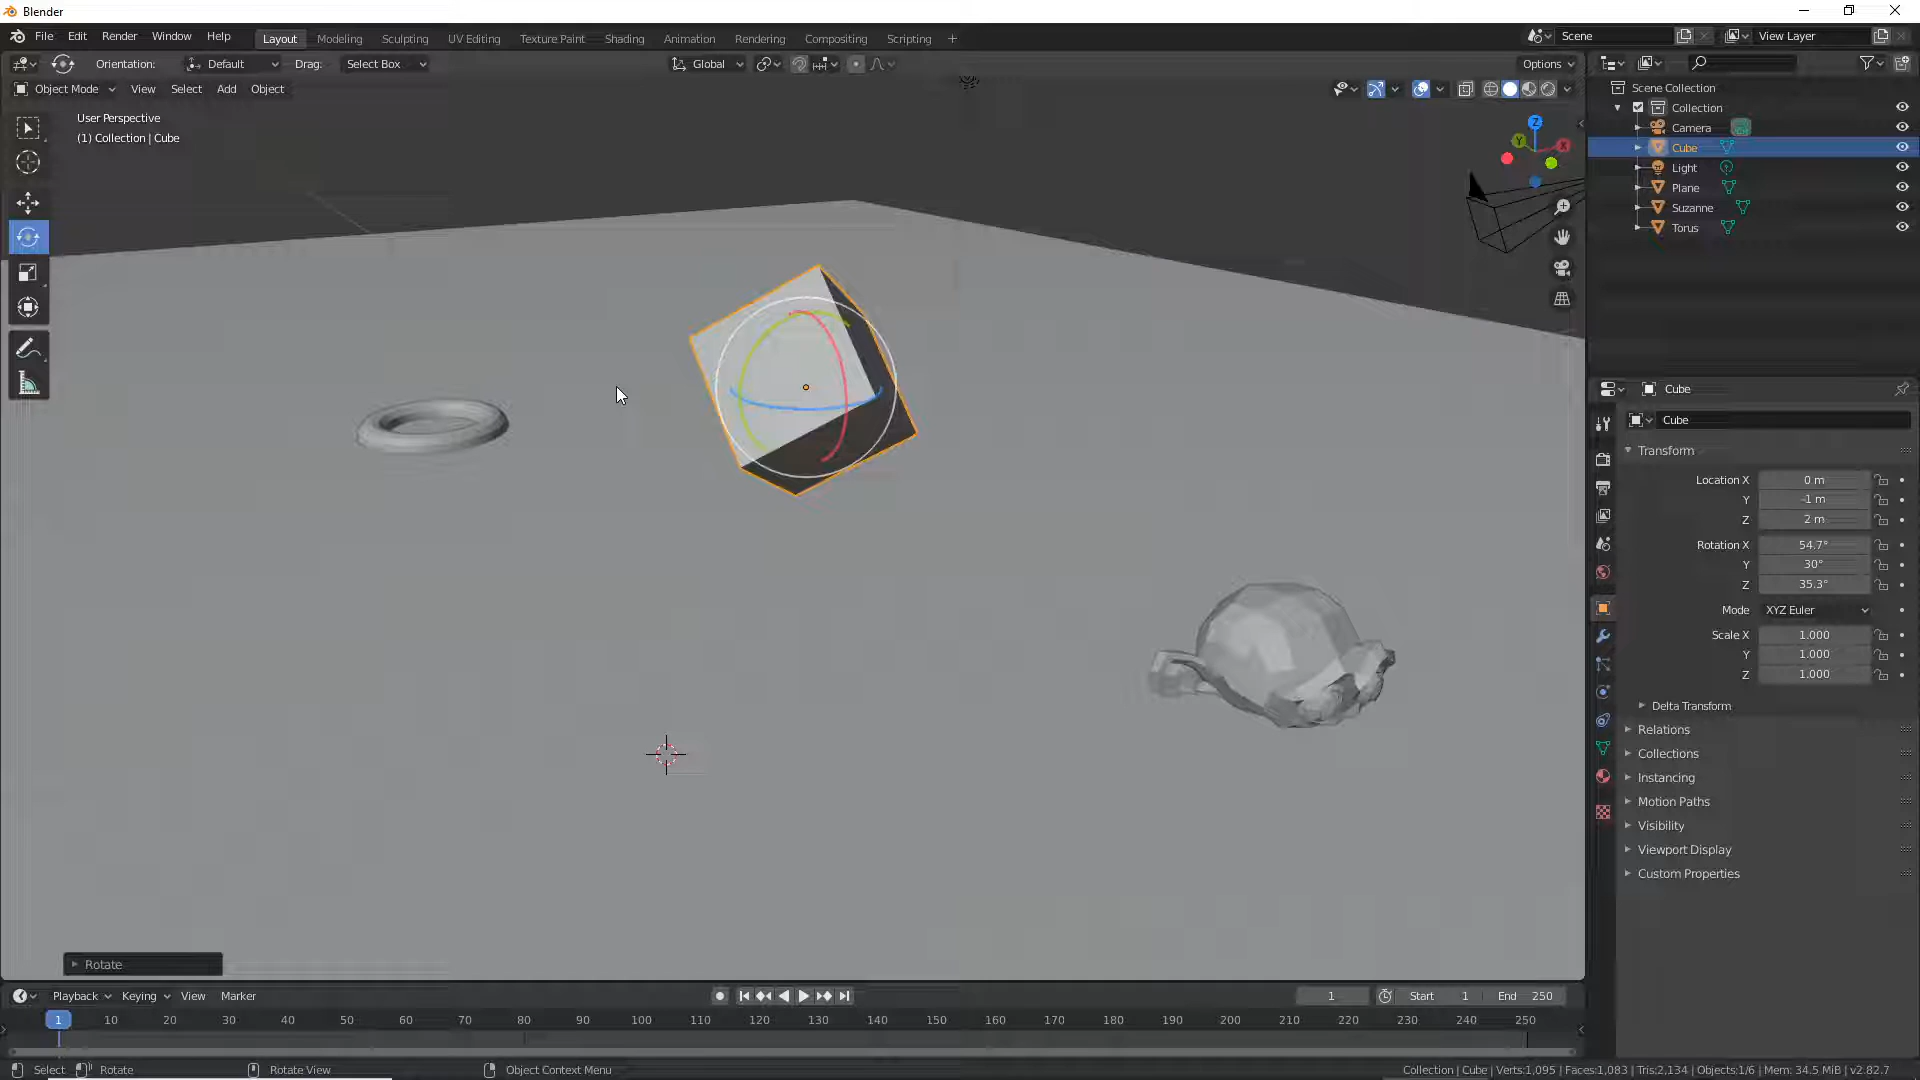 Blender
File Edit Render Window Help
Layout Modeling Sculpting UV Editing Texture Paint Shading Animation Rendering Compositing Scripting +
Scene
View Layer
Orientation: Default Drag: Select Box
Global
Options
Object Mode View Select Add Object
User Perspective
(1) Collection | Cube
Z
Y
X
Scene Collection
Collection
Camera
Cube
Light
Plane
Suzanne
Torus
Cube
Cube
Transform
Location X 0 m
Y -1 m
Z 2 m
Rotation X 54.7°
Y 30°
Z 35.3°
Mode XYZ Euler
Scale X 1.000
Y 1.000
Z 1.000
Delta Transform
Relations
Collections
Instancing
Motion Paths
Visibility
Viewport Display
Custom Properties
Rotate
Playback Keying View Marker
1
Start 1 End 250
1 10 20 30 40 50 60 70 80 90 100 110 120 130 140 150 160 170 180 190 200 210 220 230 240 250
Select Rotate Rotate View Object Context Menu
Collection | Cube | Verts:1,095 | Faces:1,083 | Tris:2,134 | Objects:1/6 | Mem: 34.5 MiB | v2.82.7